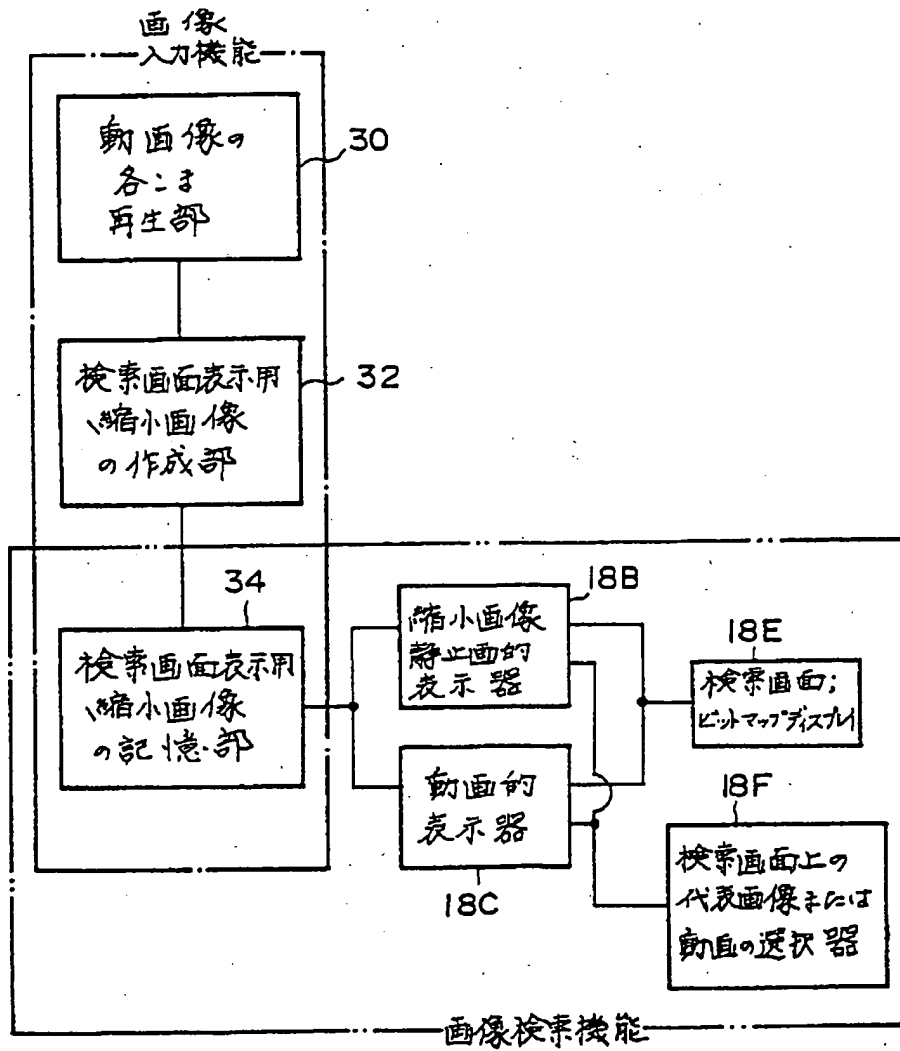 画像
入力機能
動画像の
各こま
再生部
30
検索画面表示用
縮小画像
の作成部
32
34
検索画面表示用
縮小画像
の記憶部
18B
縮小画像
静止画的
表示器
動画的
表示器
18C
18E
検索画面;
ビットマップディスプレイ
18F
検索画面上の
代表画像または
動画の選択器
画像検索機能